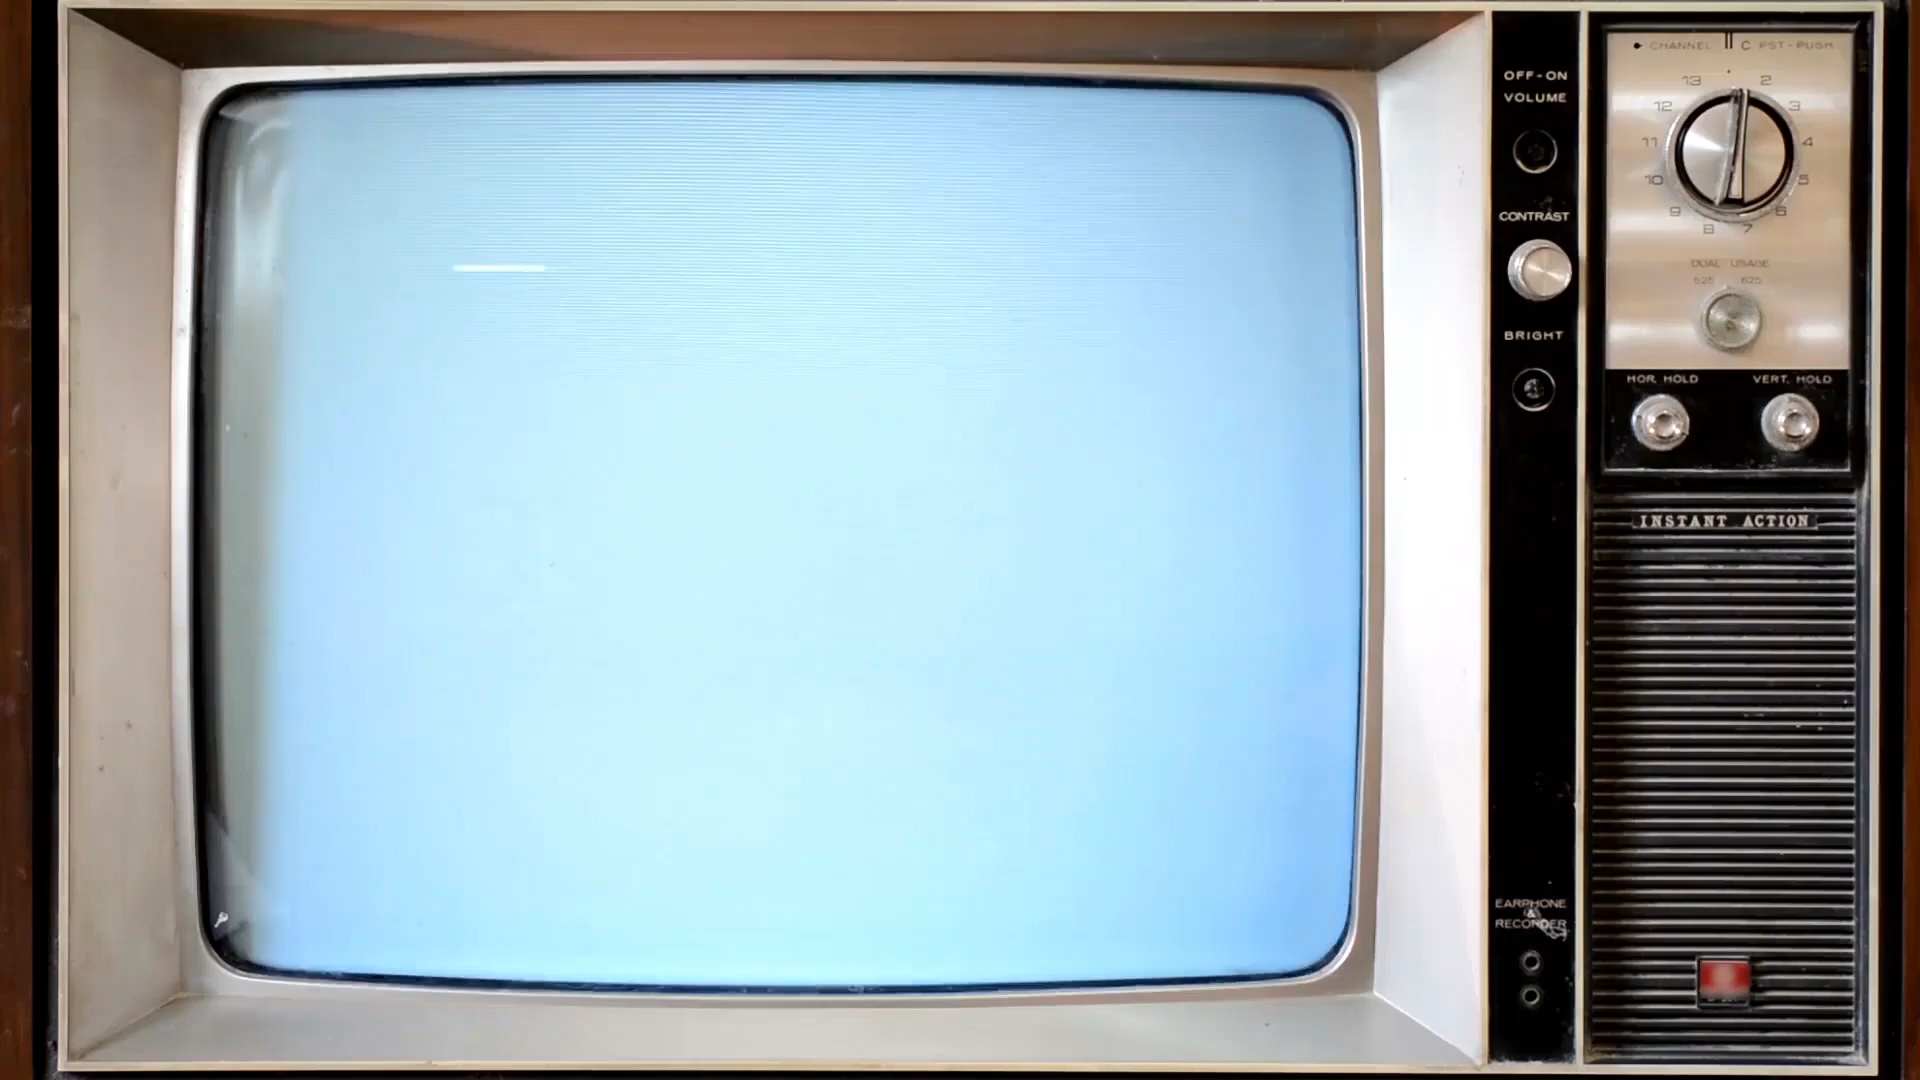 OFF-ON
VOLUME
CONTRAST
BRIGHT
EARPHONE
&
RECORDER
CHANNEL
C PST-PUSH
13 2
12 3
11 4
10 5
9 6
8 7
DUAL USAGE
525 625
HOR. HOLD
VERT. HOLD
INSTANT ACTION